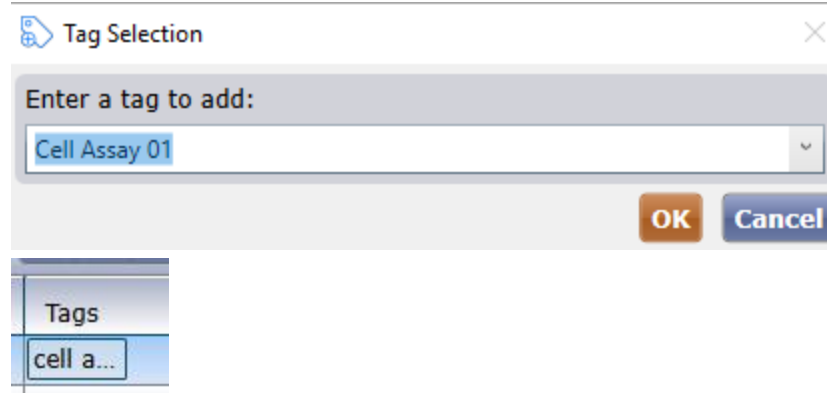 Tag Selection
Enter a tag to add:
Cell Assay 01
OK Cancel
Tags
cell a...